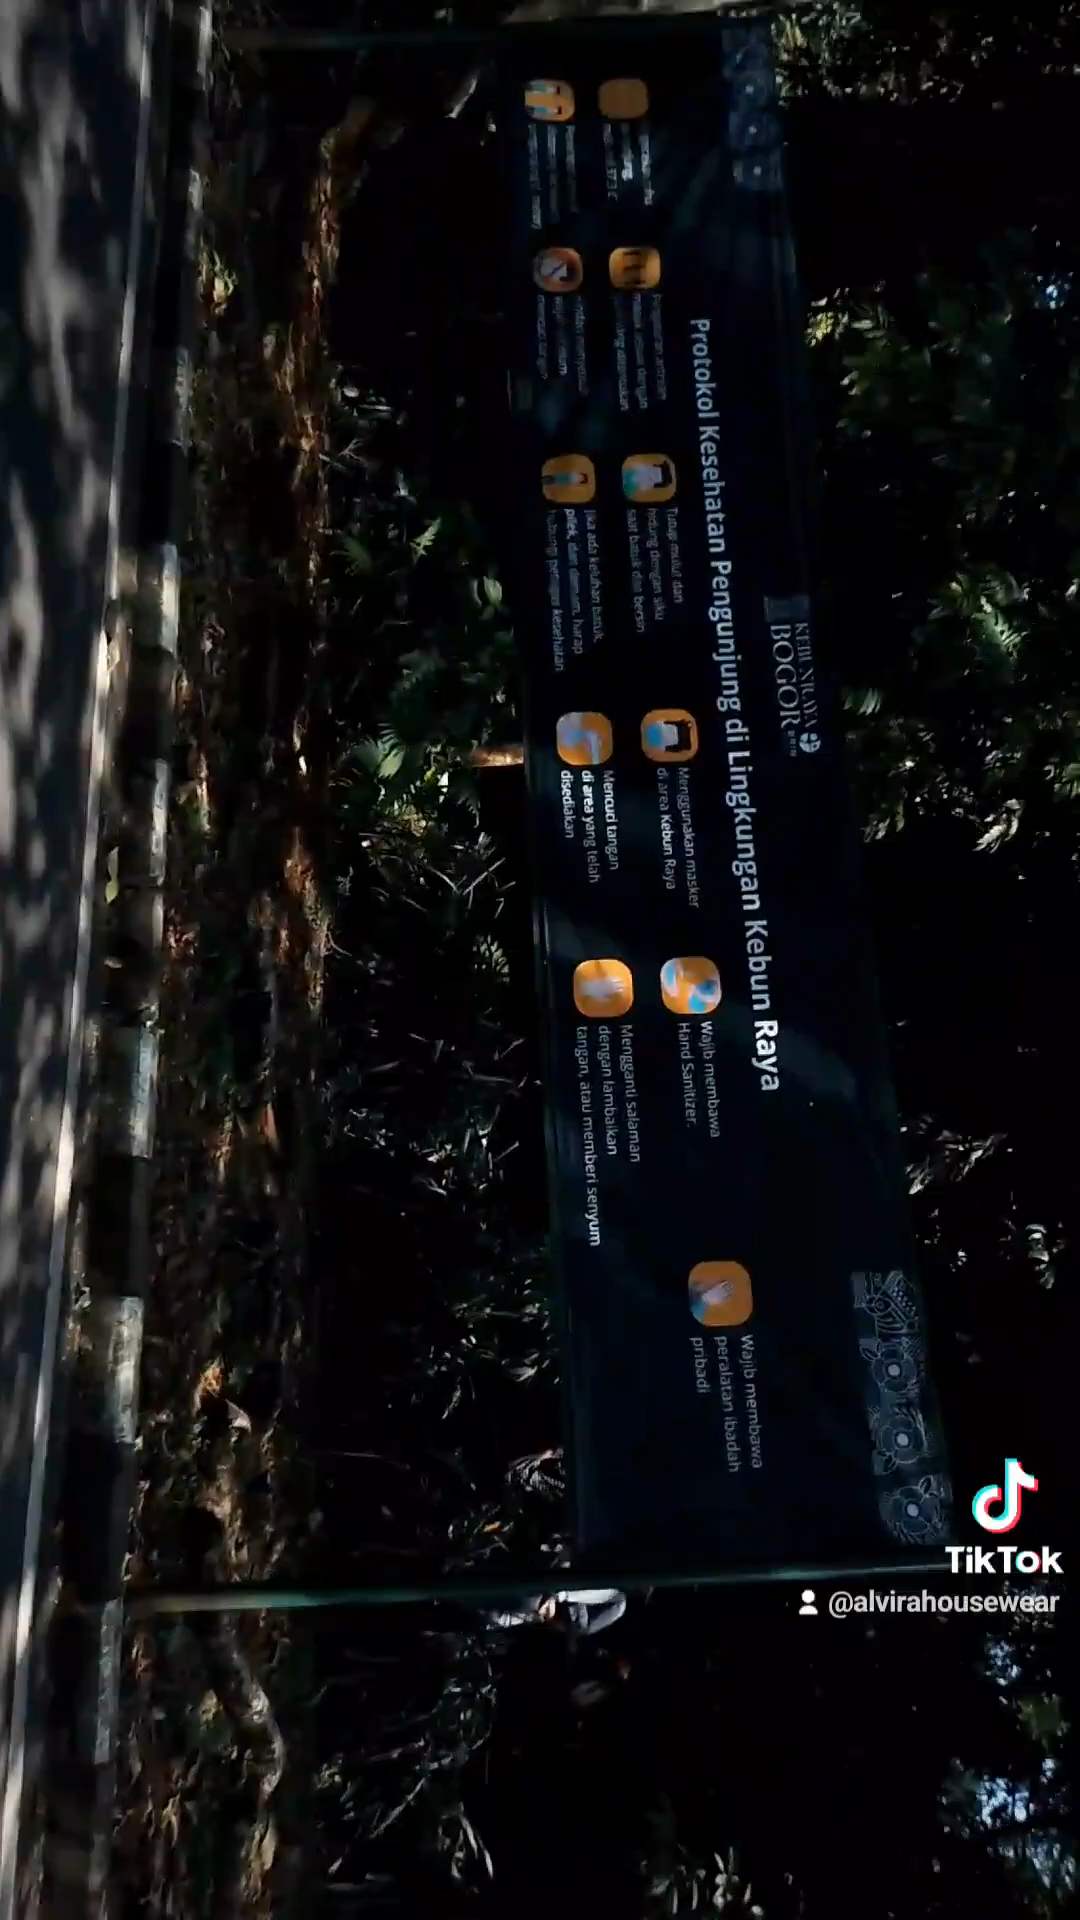 KEBUN RAYA
BOGOR
Protokol Kesehatan Pengunjung di Lingkungan Kebun Raya
Tutup mulut dan
hidung dengan siku
saat batuk dan bersin
Menggunakan masker
di area Kebun Raya
Wajib membawa
Hand Sanitizer.
Wajib membawa
peralatan ibadah
pribadi
Jika ada keluhan batuk,
pilek, dan demam, harap
hubungi petugas kesehatan
Mencuci tangan
di area yang telah
disediakan
Mengganti salaman
dengan lambaikan
tangan, atau memberi senyum
TikTok
@alvirahousewear